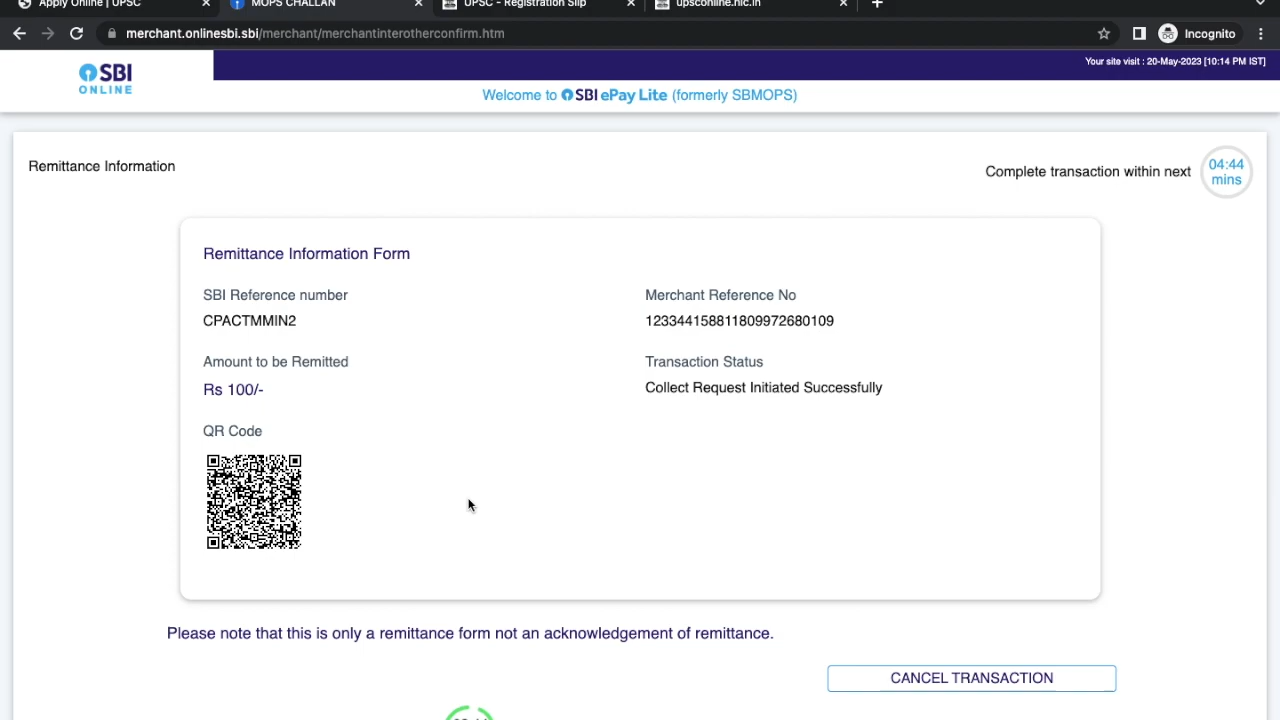 Apply Online | UPSC
MOPS CHALLAN
UPSC - Registration Slip
upsconline.nic.in
merchant.onlinesbi.sbi/merchant/merchantinterotherconfirm.htm
Incognito
SBI
ONLINE
Your site visit : 20-May-2023 [10:14 PM IST]
Welcome to SBI ePay Lite (formerly SBMOPS)
Remittance Information
Complete transaction within next
04:44
mins
Remittance Information Form
SBI Reference number
Merchant Reference No
CPACTMMIN2
123344158811809972680109
Amount to be Remitted
Transaction Status
Rs 100/-
Collect Request Initiated Successfully
QR Code
Please note that this is only a remittance form not an acknowledgement of remittance.
CANCEL TRANSACTION